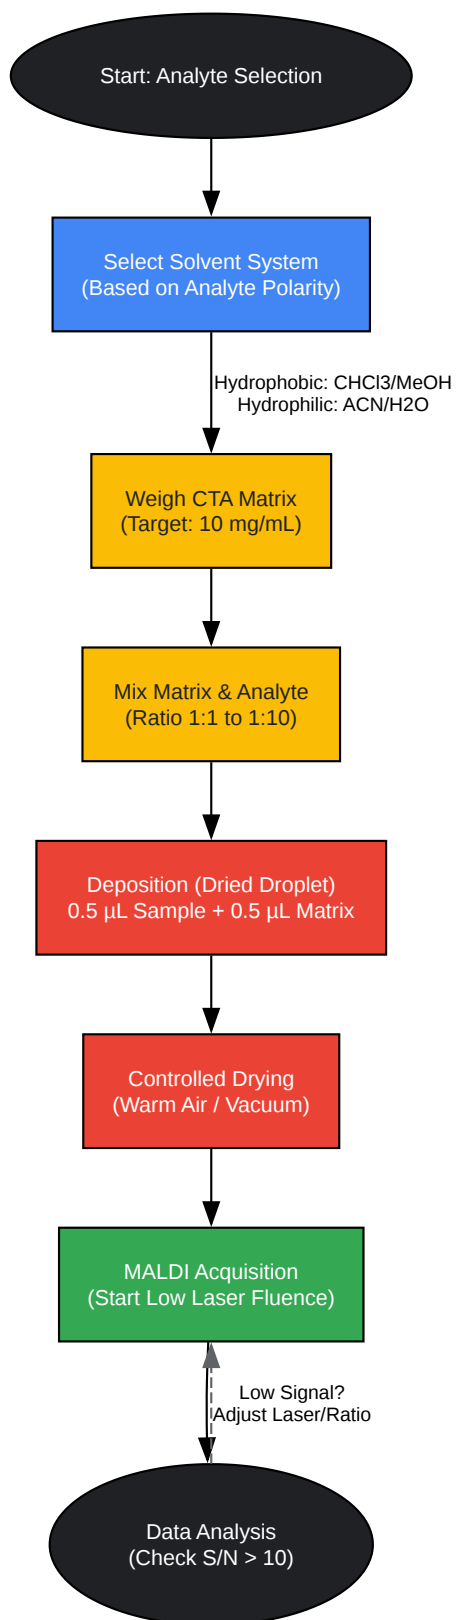 Start: Analyte Selection
Select Solvent System
(Based on Analyte Polarity)
Hydrophobic: CHCl3/MeOH
Hydrophilic: ACN/H2O
Weigh CTA Matrix
(Target: 10 mg/mL)
Mix Matrix & Analyte
(Ratio 1:1 to 1:10)
Deposition (Dried Droplet)
0.5 µL Sample + 0.5 µL Matrix
Controlled Drying
(Warm Air / Vacuum)
MALDI Acquisition
(Start Low Laser Fluence)
Low Signal?
Adjust Laser/Ratio
Data Analysis
(Check S/N > 10)